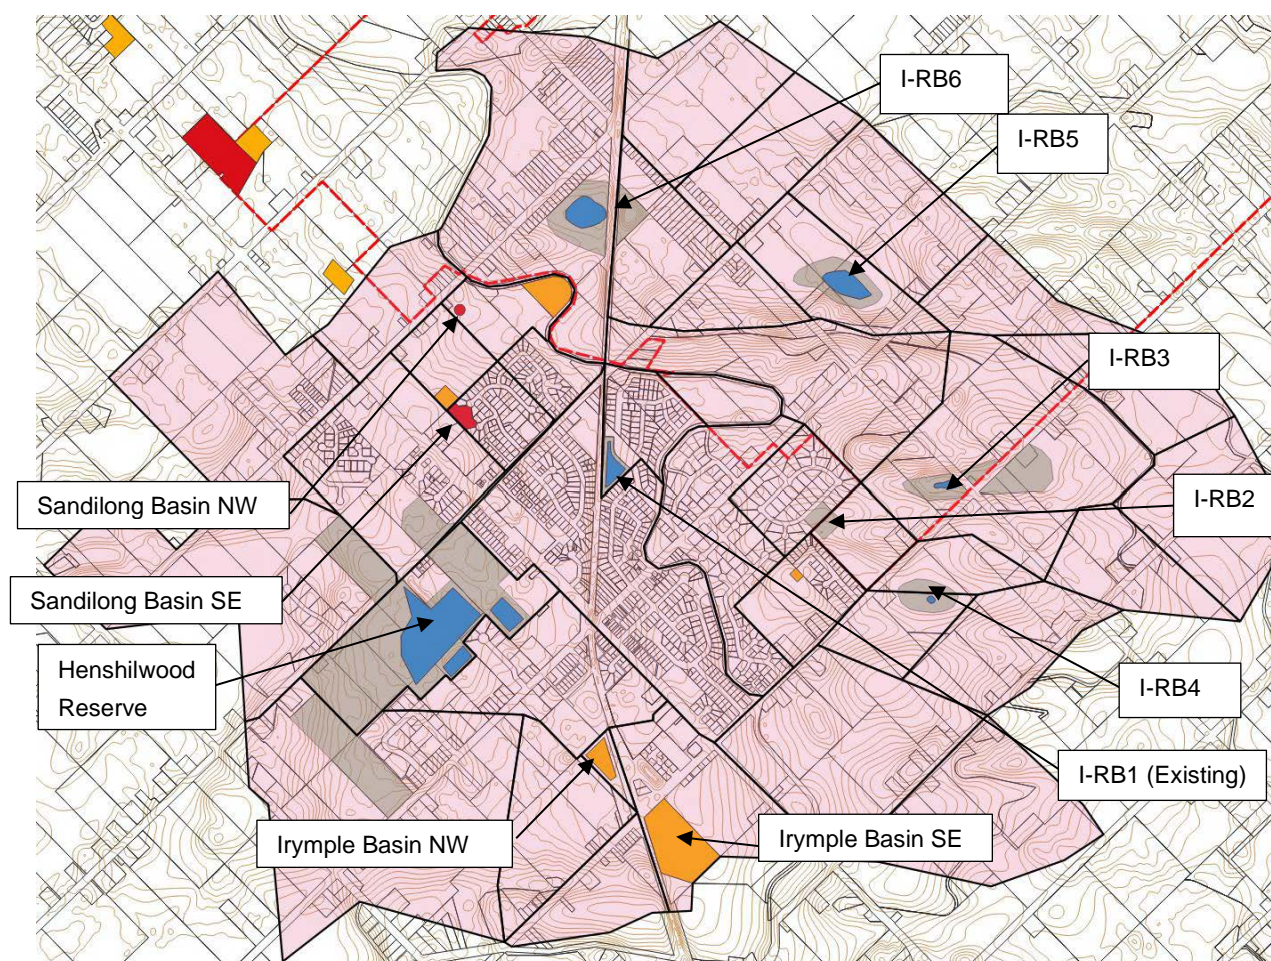 I-RB6
I-RB5
I-RB3
I-RB2
Sandilong Basin NW
Sandilong Basin SE
Henshilwood
Reserve
I-RB4
I-RB1 (Existing)
Irymple Basin NW
Irymple Basin SE